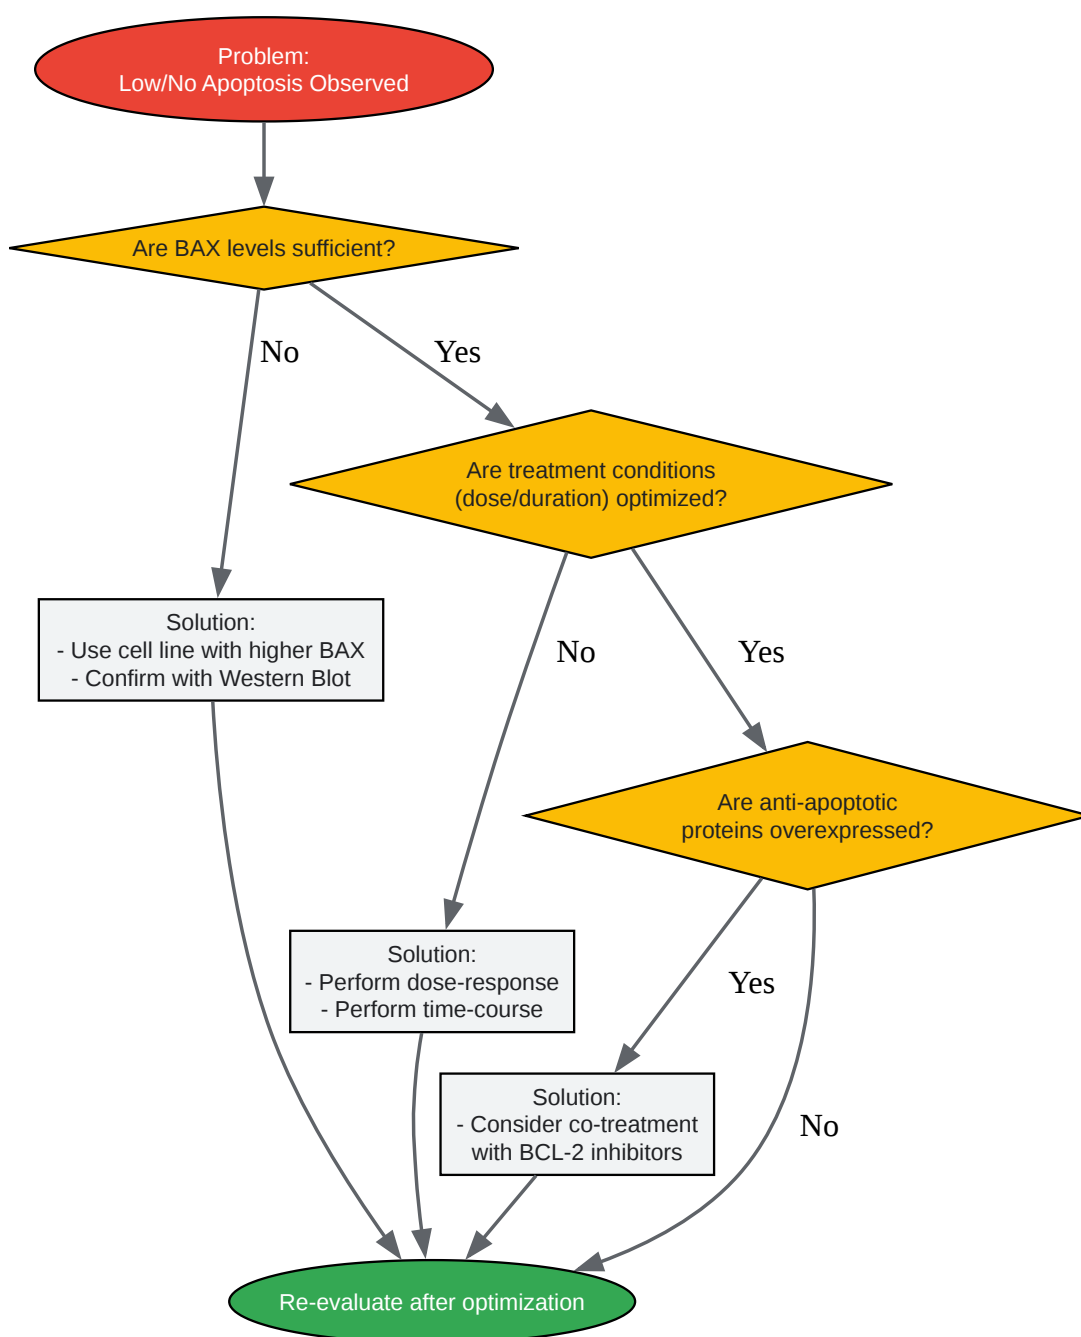 Problem:
Low/No Apoptosis Observed
Are BAX levels sufficient?
No
Yes
Are treatment conditions
(dose/duration) optimized?
Solution:
- Use cell line with higher BAX
- Confirm with Western Blot
No
Yes
Are anti-apoptotic
proteins overexpressed?
Solution:
- Perform dose-response
- Perform time-course
Yes
Solution:
- Consider co-treatment
with BCL-2 inhibitors
No
Re-evaluate after optimization